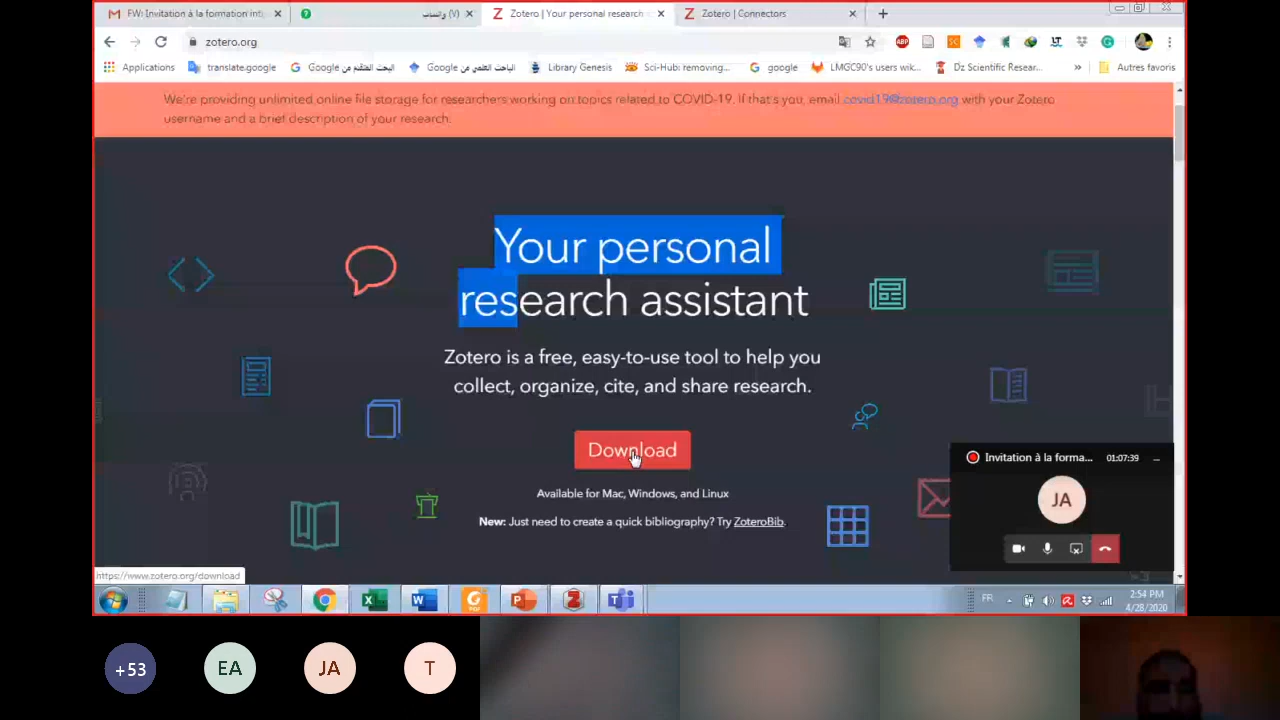 FW: Invitation à la formation inti
(V) واتساب
Zotero | Your personal research
Zotero | Connectors
zotero.org
Applications
translate.google
البحث المتقدم من Google
الباحث العلمي من Google
Library Genesis
Sci-Hub: removing...
google
LMGC90's users wik...
Dz Scientific Resear...
»
Autres favoris
We're providing unlimited online file storage for researchers working on topics related to COVID-19. If that's you, email covid19@zotero.org with your Zotero
username and a brief description of your research.
Your personal
research assistant
Zotero is a free, easy-to-use tool to help you
collect, organize, cite, and share research.
Download
Available for Mac, Windows, and Linux
New: Just need to create a quick bibliography? Try ZoteroBib.
Invitation à la forma... 01:07:39
JA
https://www.zotero.org/download
FR
2:54 PM
4/28/2020
+53
EA
JA
T